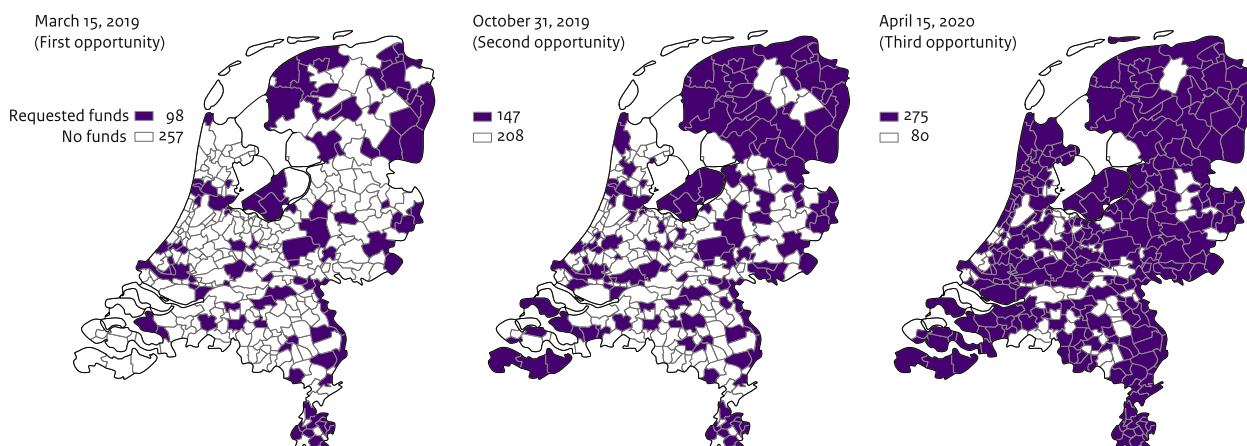 March 15, 2019
(First opportunity)
Requested funds 98
No funds 257
October 31, 2019
(Second opportunity)
147
208
April 15, 2020
(Third opportunity)
275
80